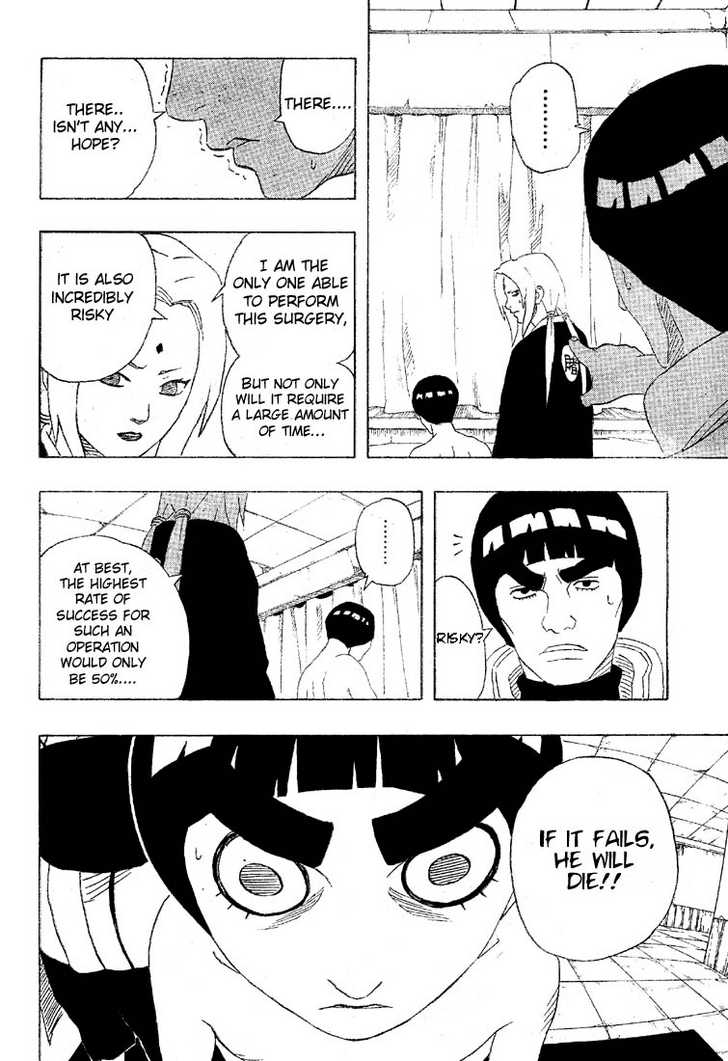 ........
THERE....
THERE..
ISN'T ANY...
HOPE?
I AM THE
ONLY ONE ABLE
TO PERFORM
THIS SURGERY,
BUT NOT ONLY
WILL IT REQUIRE
A LARGE AMOUNT
OF TIME...
IT IS ALSO
INCREDIBLY
RISKY
RISKY?
........
AT BEST,
THE HIGHEST
RATE OF
SUCCESS FOR
SUCH AN
OPERATION
WOULD ONLY
BE 50%....
IF IT FAILS,
HE WILL
DIE!!